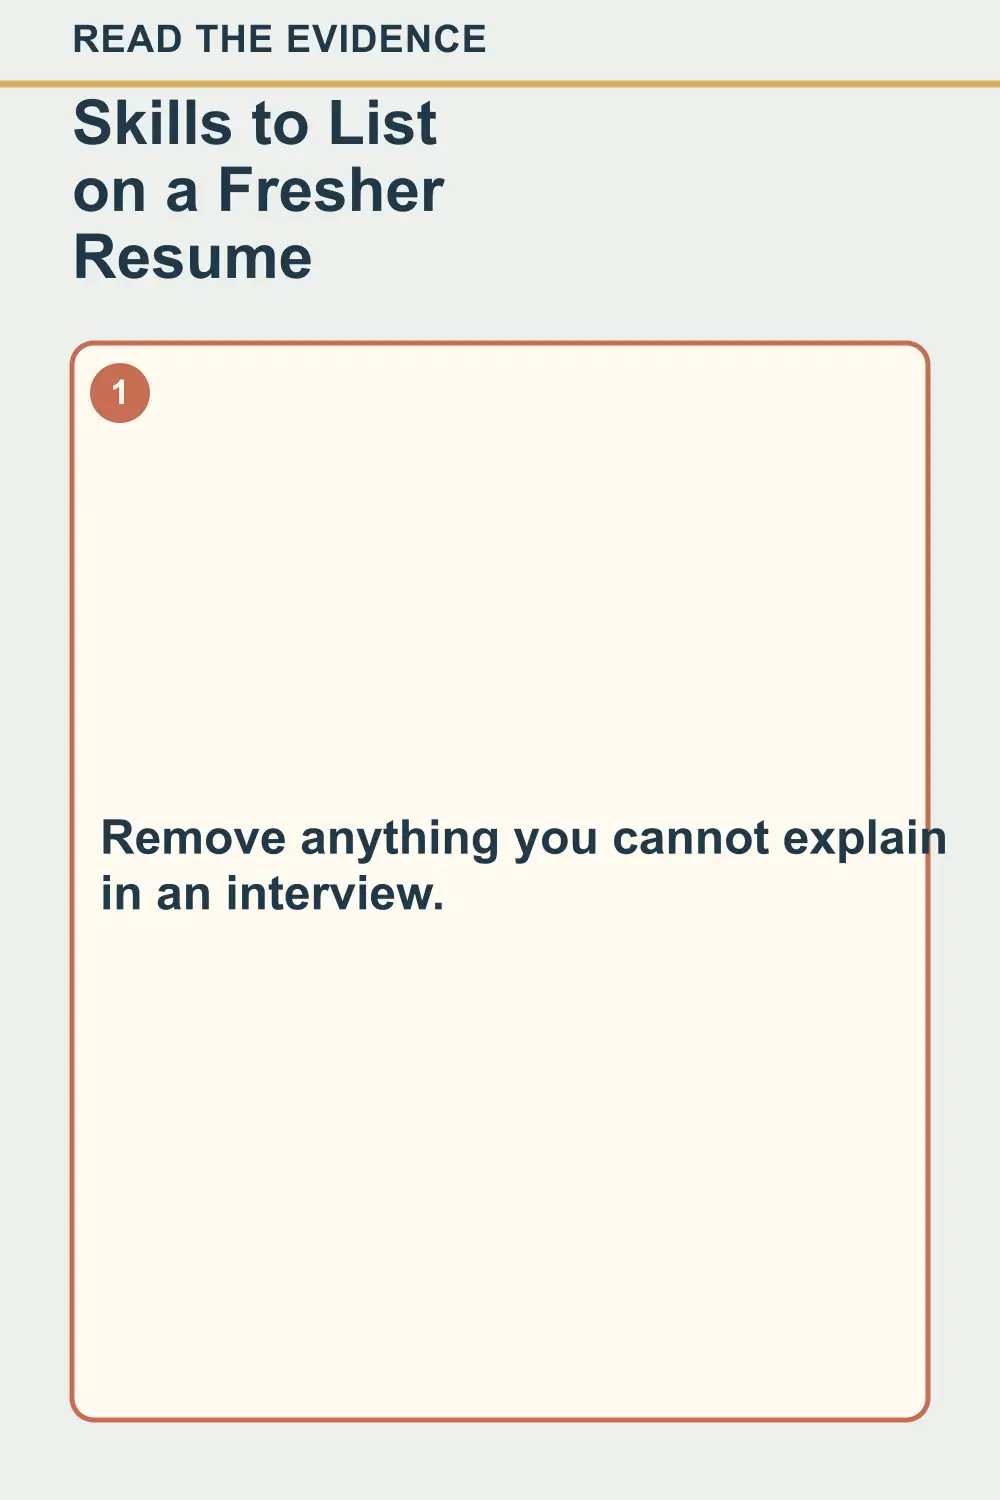 READ THE EVIDENCE
Skills to List
on a Fresher
Resume
1
Remove anything you cannot explain
in an interview.